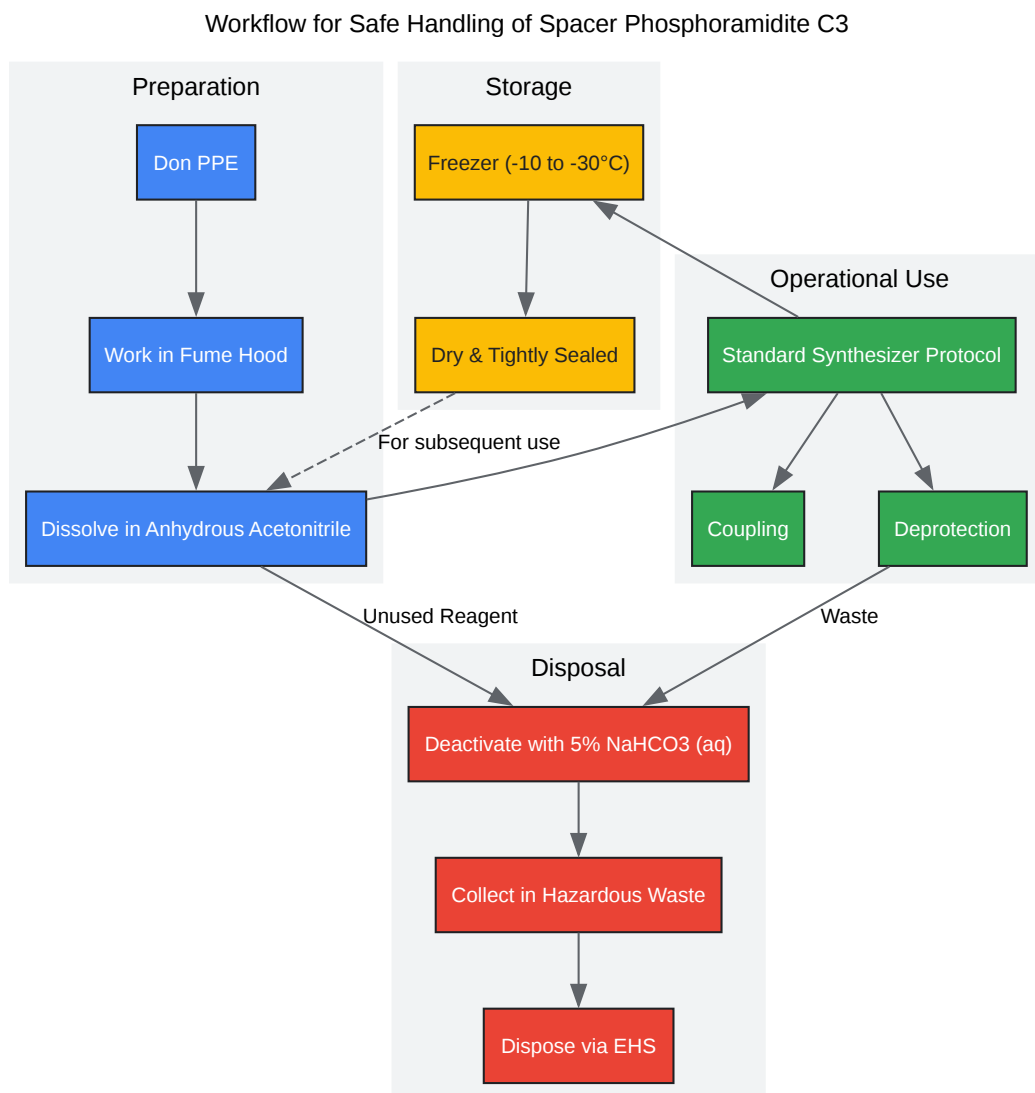 Workflow for Safe Handling of Spacer Phosphoramidite C3
Preparation
Don PPE
Work in Fume Hood
Dissolve in Anhydrous Acetonitrile
Storage
Freezer (-10 to -30°C)
Dry & Tightly Sealed
For subsequent use
Operational Use
Standard Synthesizer Protocol
Coupling
Deprotection
Unused Reagent
Waste
Disposal
Deactivate with 5% NaHCO3 (aq)
Collect in Hazardous Waste
Dispose via EHS